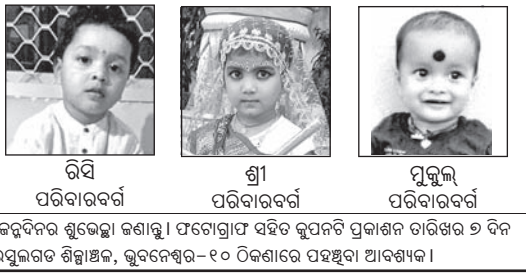 ରିସି
ପରିବାରବର୍ଗ
ଶ୍ରୀ
ପରିବାରବର୍ଗ
ମୁକୁଲ୍
ପରିବାରବର୍ଗ
ଜନ୍ମଦିନର ଶୁଭେଚ୍ଛା ଜଣାନ୍ତୁ। ଫଟୋଗ୍ରାଫ ସହିତ କୁପନଟି ପ୍ରକାଶନ ତାରିଖର ୭ ଦିନ
ରସୁଲଗଡ ଶିଳ୍ପାଞ୍ଚଳ, ଭୁବନେଶ୍ୱର-୧୦ ଠିକଣାରେ ପହଞ୍ଚିବା ଆବଶ୍ୟକ।